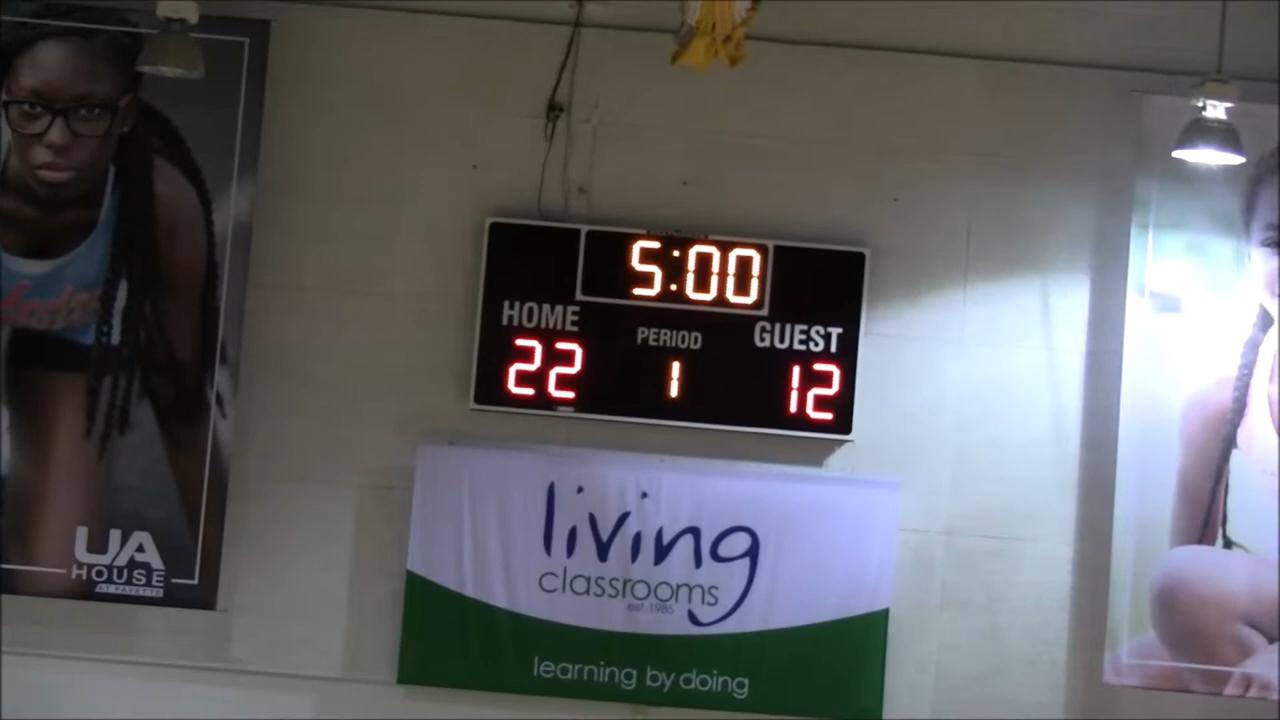 5:00
HOME
PERIOD
GUEST
22
1
12
living
classrooms
est. 1985
learning by doing
UA
HOUSE
AT FAYETTE